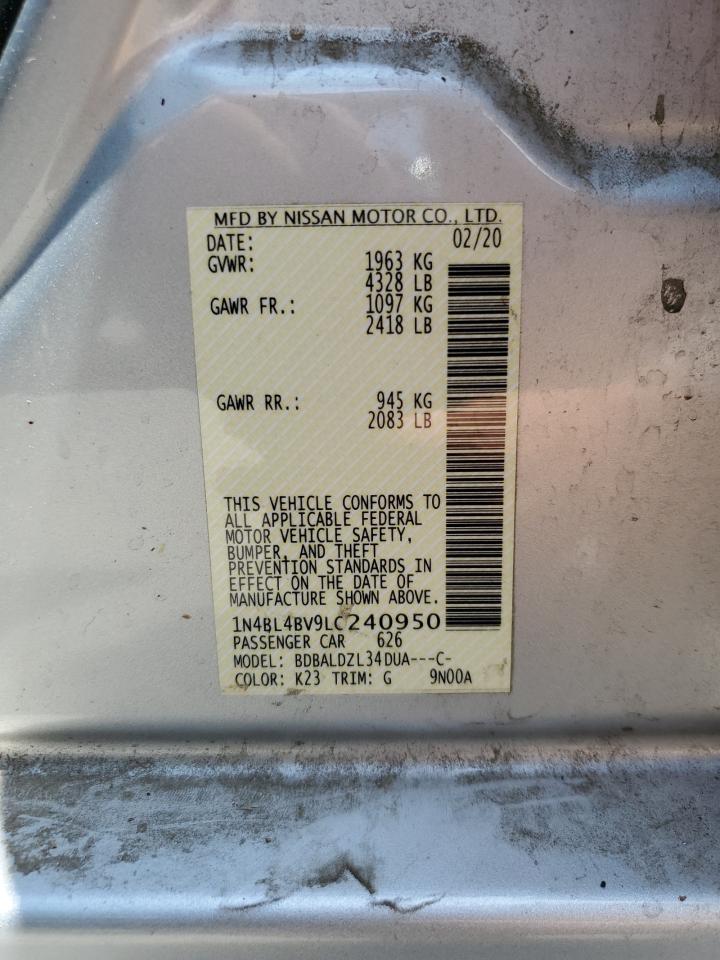 MFD BY NISSAN MOTOR CO., LTD.
DATE: 02/20
GVWR: 1963 KG
4328 LB
GAWR FR.: 1097 KG
2418 LB
GAWR RR.: 945 KG
2083 LB
THIS VEHICLE CONFORMS TO
ALL APPLICABLE FEDERAL
MOTOR VEHICLE SAFETY,
BUMPER, AND THEFT
PREVENTION STANDARDS IN
EFFECT ON THE DATE OF
MANUFACTURE SHOWN ABOVE.
1N4BL4BV9LC240950
PASSENGER CAR 626
MODEL: BDBALDZL34DUA---C-
COLOR: K23 TRIM: G 9N00A